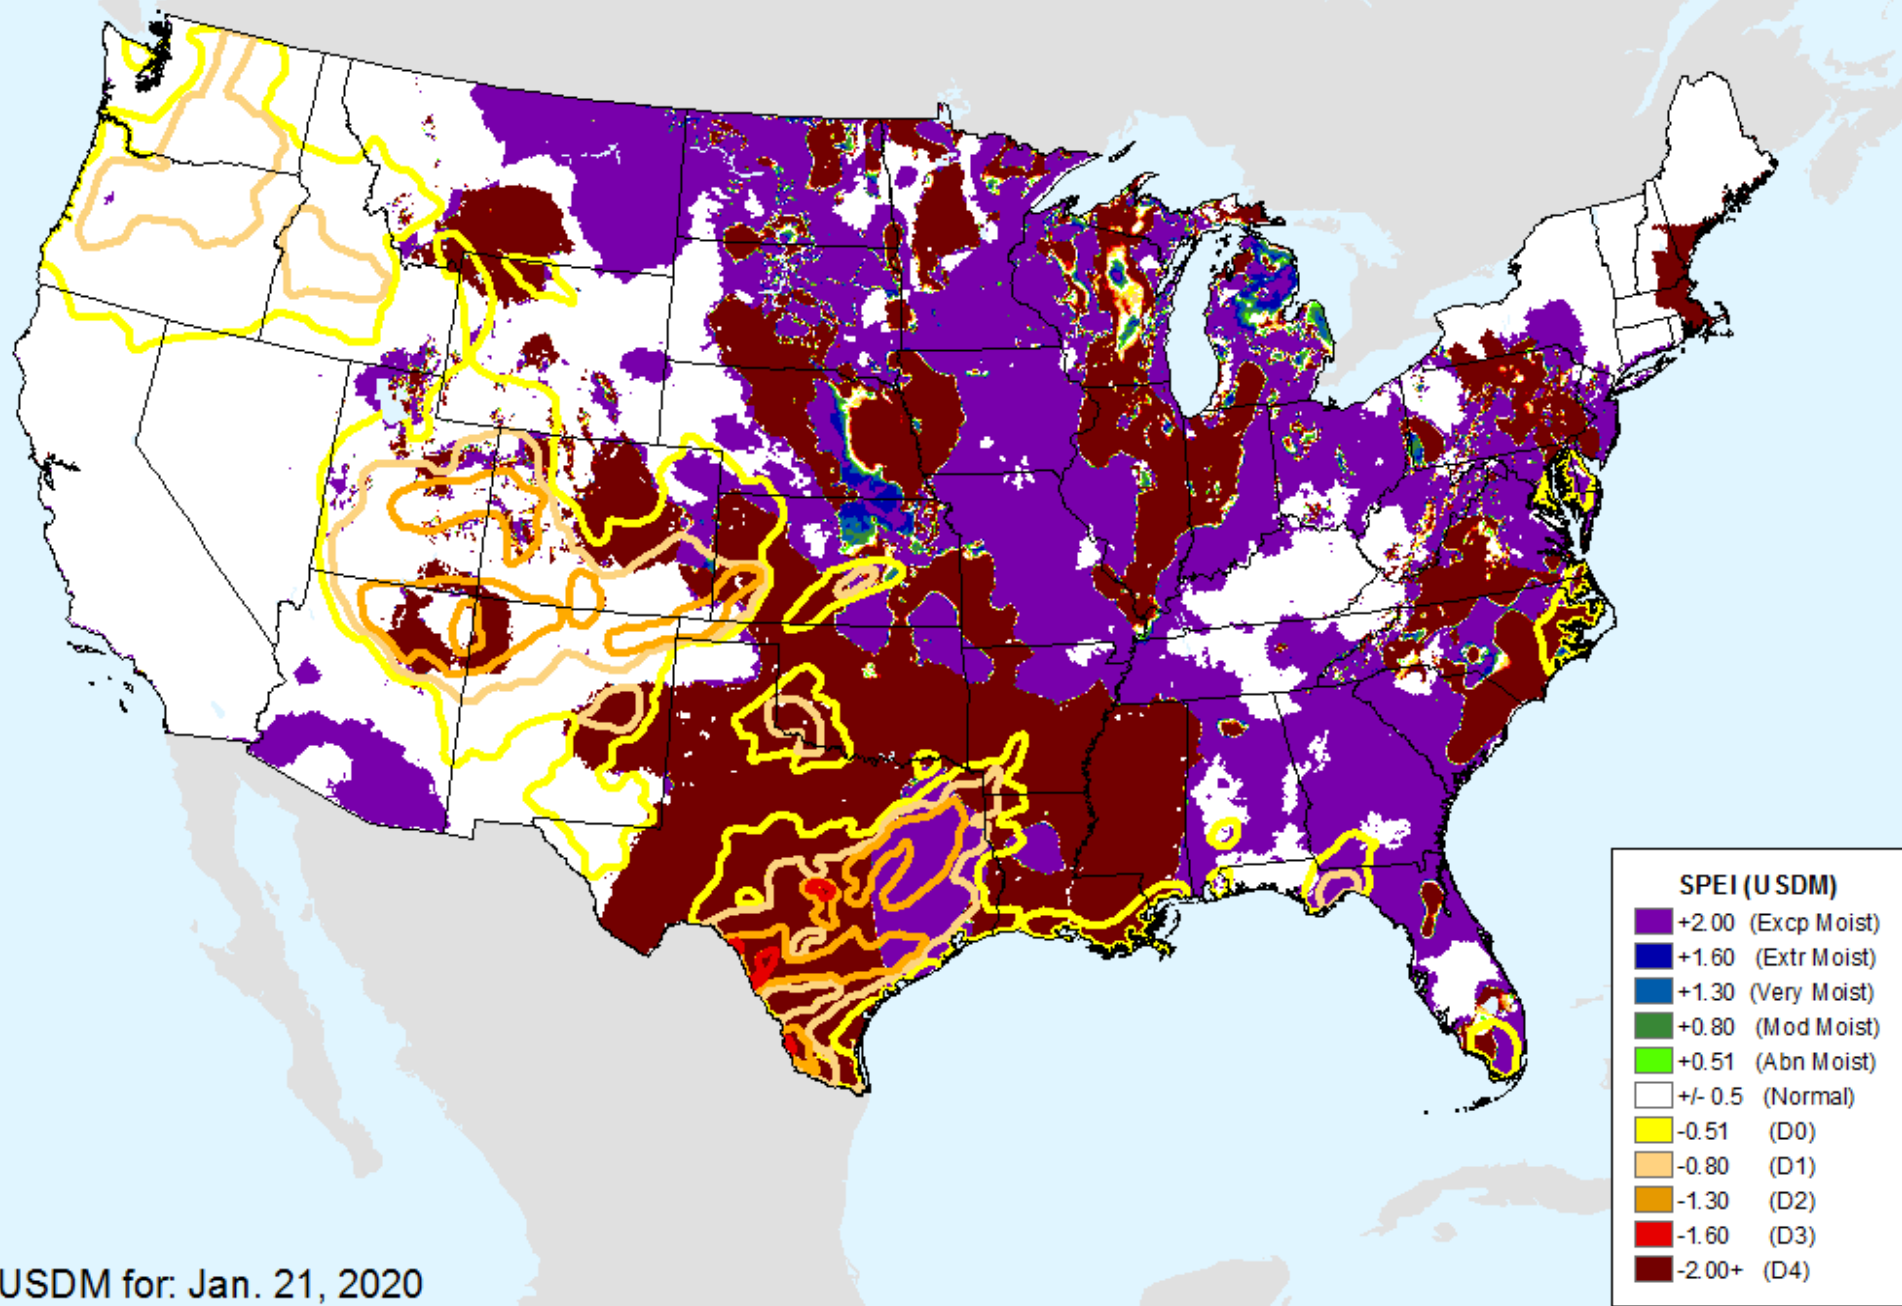 SPEI (USDM)
+2.00 (Excp Moist)
+1.60 (Extr Moist)
+1.30 (Very Moist)
+0.80 (Mod Moist)
+0.51 (Abn Moist)
+/- 0.5 (Normal)
-0.51 (D0)
-0.80 (D1)
-1.30 (D2)
-1.60 (D3)
-2.00+ (D4)
USDM for: Jan. 21, 2020